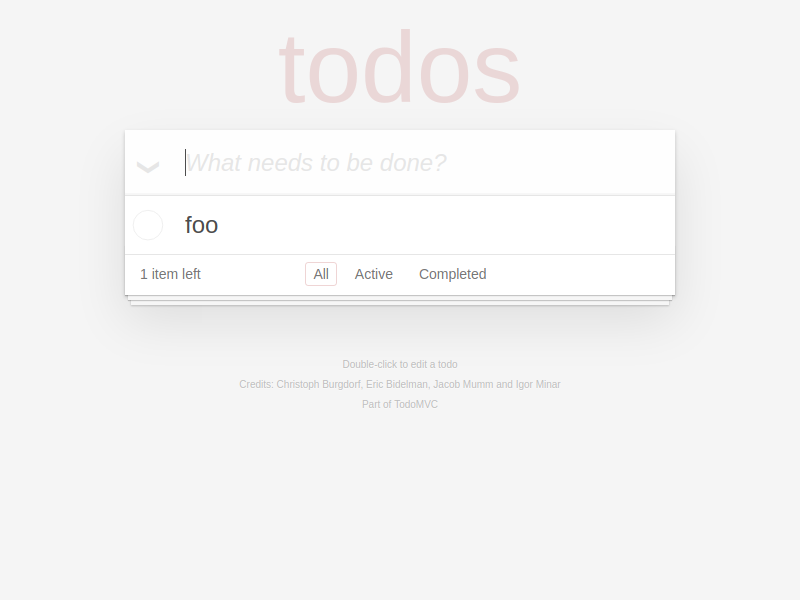 todos
What needs to be done?
foo
1 item left All Active Completed
Double-click to edit a todo
Credits: Christoph Burgdorf, Eric Bidelman, Jacob Mumm and Igor Minar
Part of TodoMVC